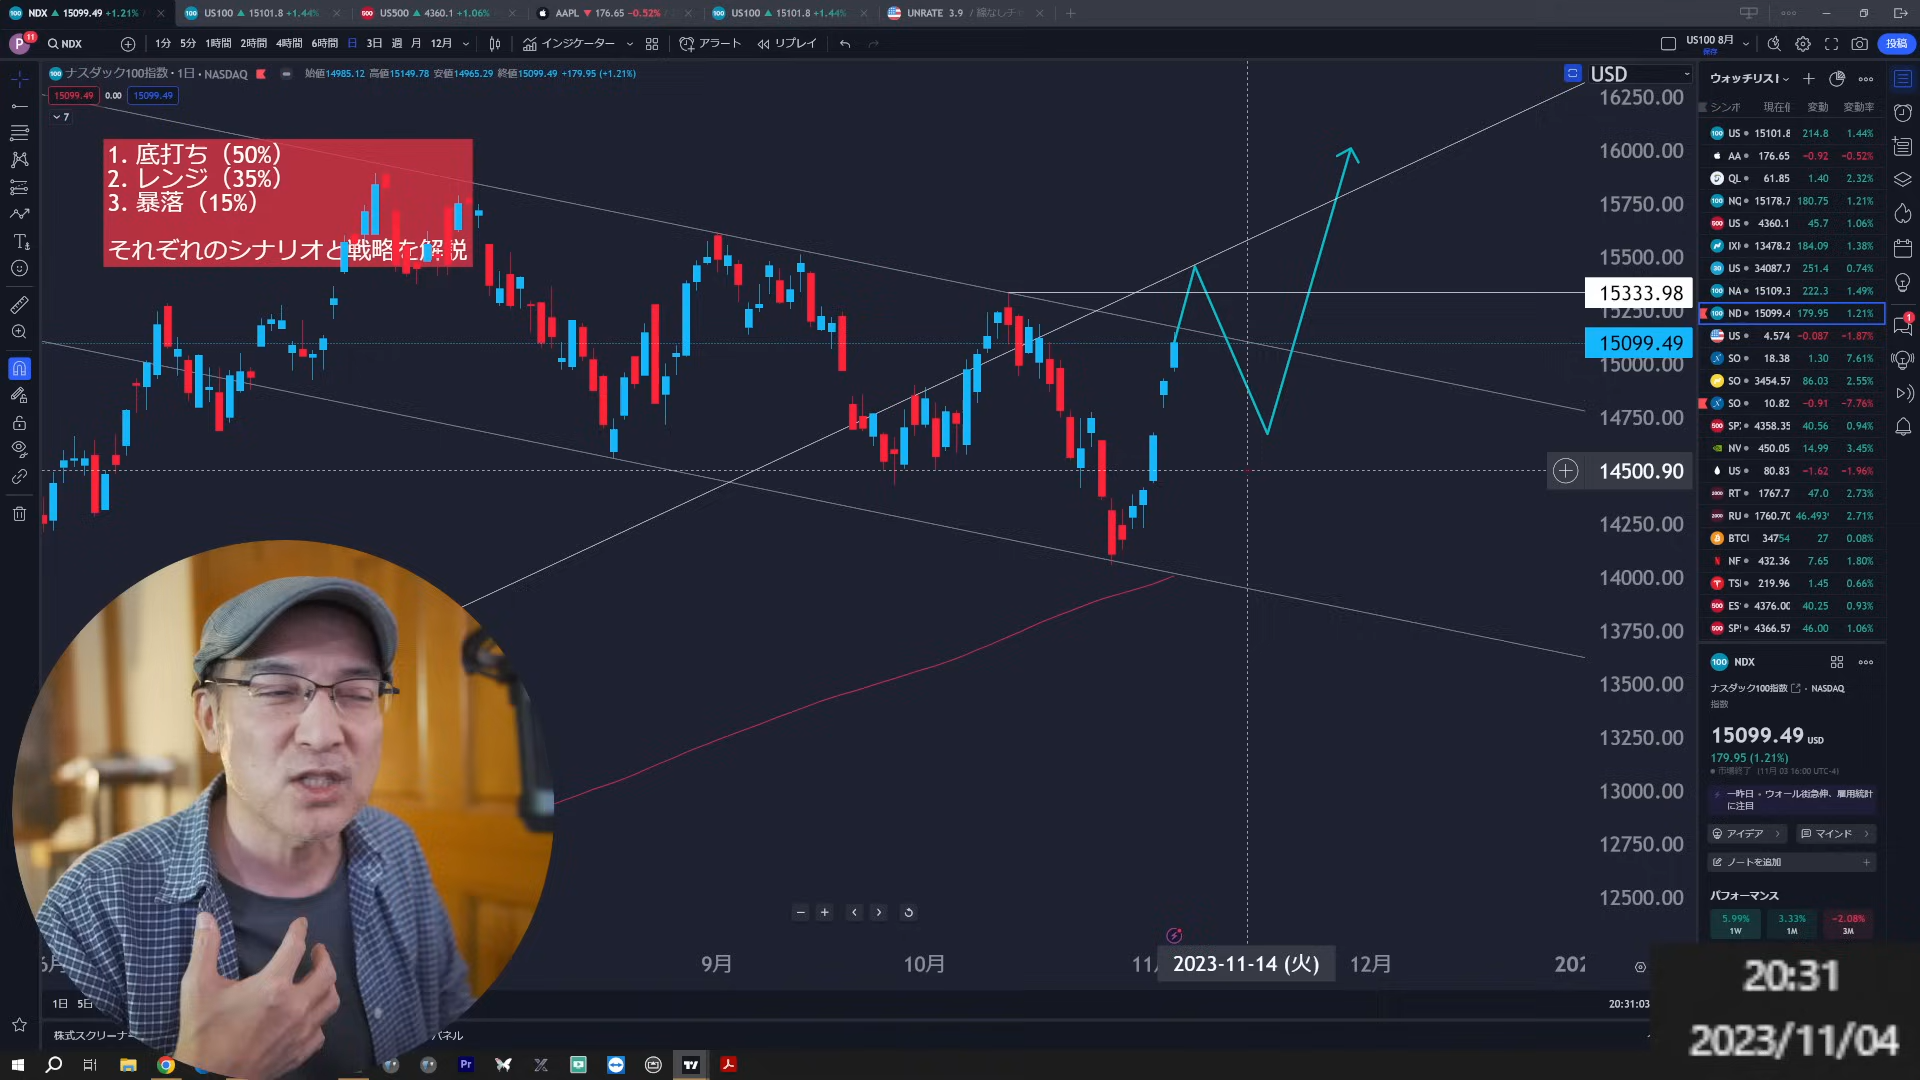 NDX ▲ 15099.49 +1.21%
US100 ▲ 15101.8 +1.44%
US500 ▲ 4360.1 +1.06%
AAPL ▼ 176.65 −0.52%
US100 ▲ 15101.8 +1.44%
UNRATE 3.9 / 線なしチ
P 11
NDX
1分 5分 1時間 2時間 4時間 6時間 日 3日 週 月 12月
インジケーター
アラート
リプレイ
US100 8月
保存
投稿
ナスダック100指数・1日・NASDAQ
始値14985.12 高値15149.78 安値14965.29 終値15099.49 +179.95 (+1.21%)
15099.49 0.00 15099.49
7
1. 底打ち（50%）
2. レンジ（35%）
3. 暴落（15%）
それぞれのシナリオと戦略を解説
USD
16250.00
16000.00
15750.00
15500.00
15333.98
15250.00
15099.49
15000.00
14750.00
14500.90
14250.00
14000.00
13750.00
13500.00
13250.00
13000.00
12750.00
12500.00
9月
10月
2023-11-14 (火)
12月
1日 5日
20:31:03
株式スクリーナー
パネル
ウォッチリスト
シンボ 現在値 変動 変動率
US 15101.8 214.8 1.44%
AA 176.65 −0.92 −0.52%
QL 61.85 1.40 2.32%
NQ 15178.7 180.75 1.21%
US 4360.1 45.7 1.06%
IXI 13478.2 184.09 1.38%
US 34087.7 251.4 0.74%
NA 15109.3 222.3 1.49%
ND 15099.4 179.95 1.21%
US 4.574 −0.087 −1.87%
SO 18.38 1.30 7.61%
SO 3454.57 86.03 2.55%
SO 10.82 −0.91 −7.76%
SP 4358.35 40.56 0.94%
NV 450.05 14.99 3.45%
US 80.83 −1.62 −1.96%
RT 1767.7 47.0 2.73%
RU 1760.70 46.493 2.71%
BTC 34754 27 0.08%
NF 432.36 7.65 1.80%
TS 219.96 1.45 0.66%
ES 4376.00 40.25 0.93%
SP 4366.57 46.00 1.06%
100 NDX
ナスダック100指数・NASDAQ
指数
15099.49 USD
179.95 (1.21%)
市場終了 (11月 03 16:00 UTC-4)
一昨日・ウォール街急伸、雇用統計
に注目
アイデア
マインド
ノートを追加
パフォーマンス
5.99% 3.33% −2.08%
1W 1M 3M
20:31
2023/11/04